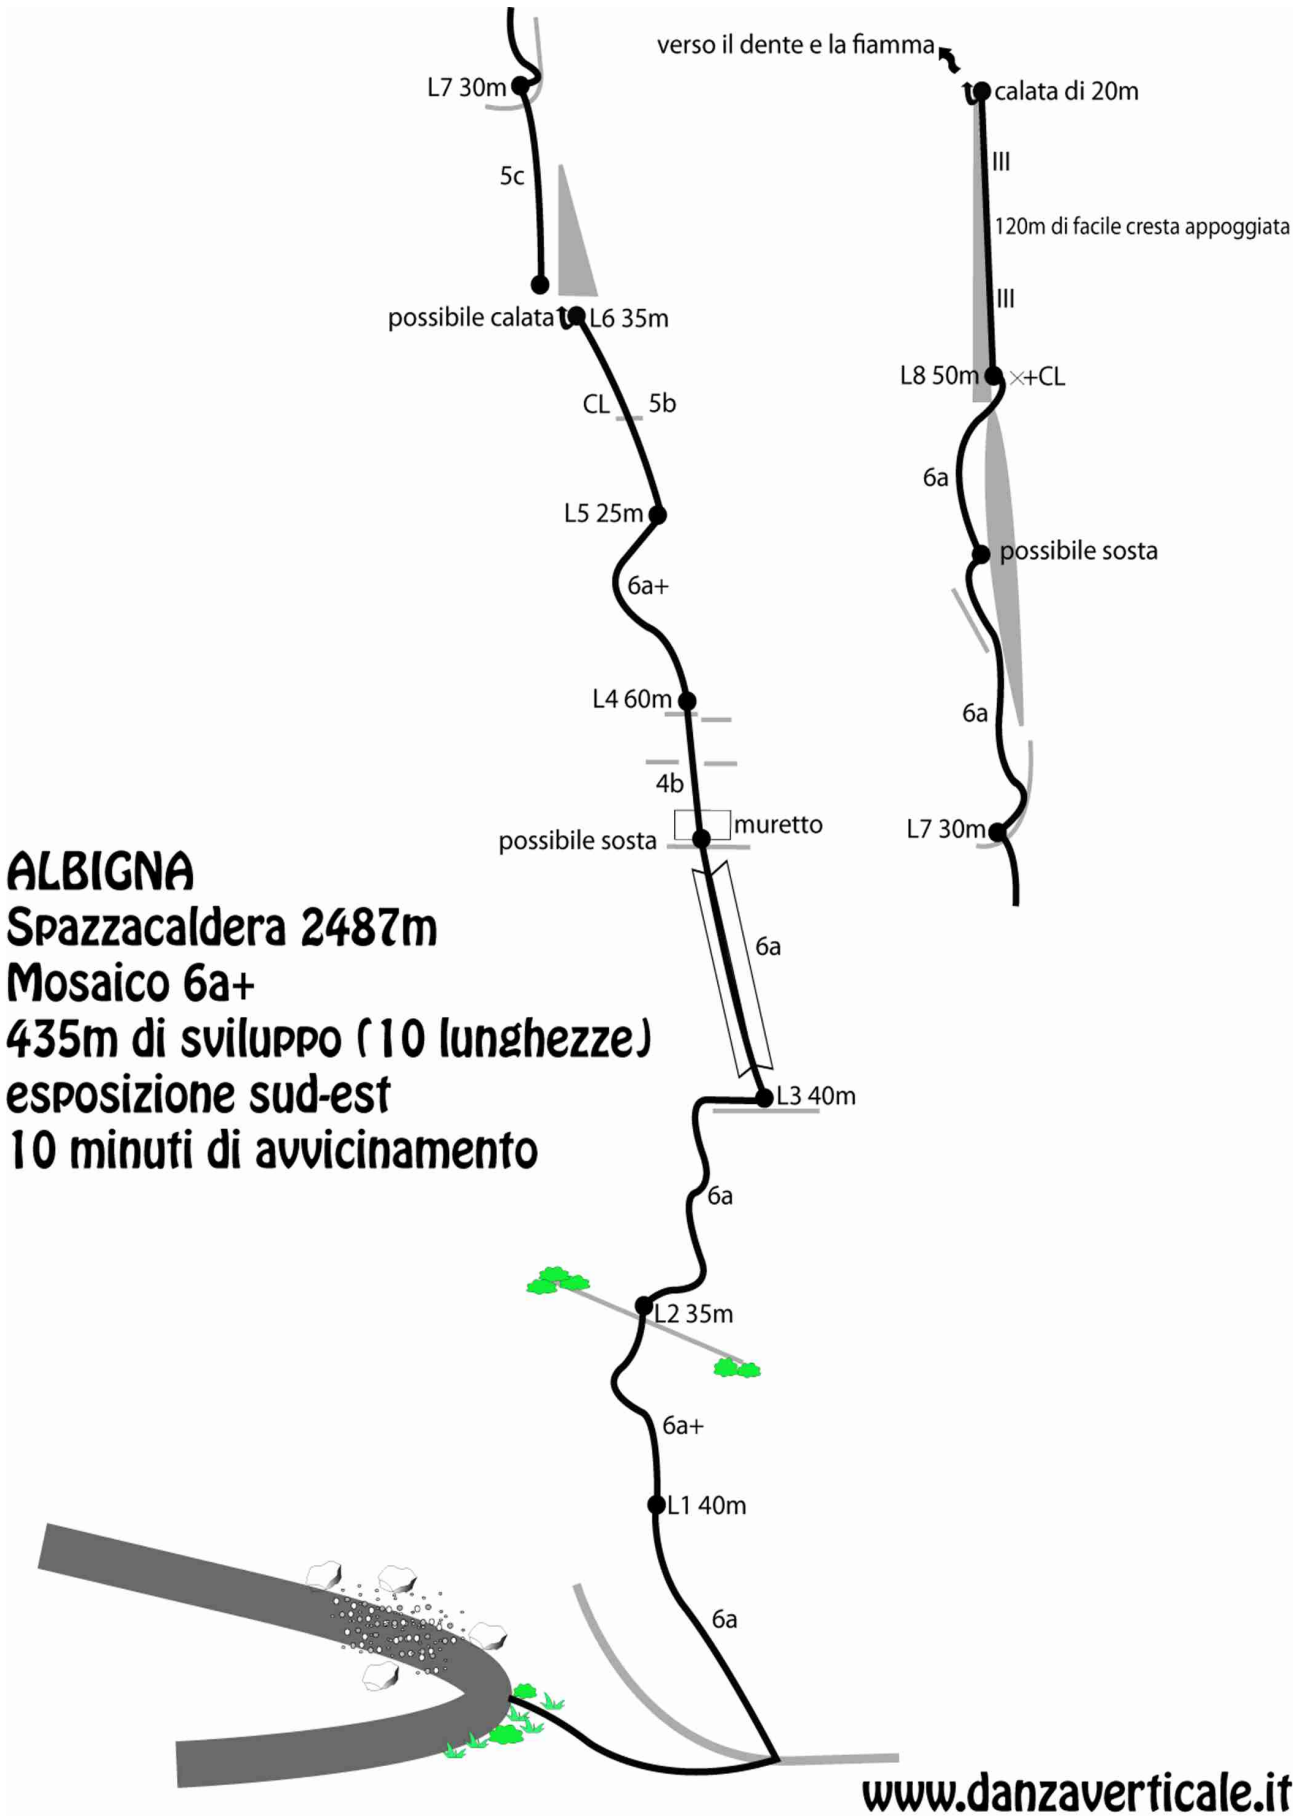 verso il dente e la fiamma
calata di 20m
III
120m di facile cresta appoggiata
III
L8 50m
×+CL
6a
possibile sosta
6a
L7 30m
L7 30m
5c
possibile calata
L6 35m
CL
5b
L5 25m
6a+
L4 60m
4b
muretto
possibile sosta
6a
L3 40m
6a
L2 35m
6a+
L1 40m
6a
ALBIGNA
Spazzacaldera 2487m
Mosaico 6a+
435m di sviluppo (10 lunghezze)
esposizione sud-est
10 minuti di avvicinamento
www.danzaverticale.it